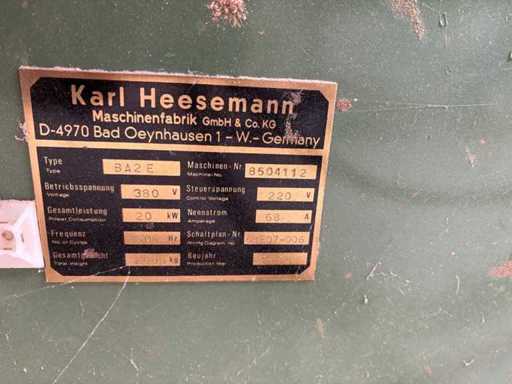 Karl Heesemann
Maschinenfabrik GmbH & Co. KG
D-4970 Bad Oeynhausen 1 - W.- Germany
Type BA2E Maschinen-Nr 8504112
Type Machine No.
Betriebsspannung 380 V Steuerspannung 220 V
Voltage Control Voltage
Gesamtleistung 20 kW Nennstrom 68 A
Power Consumption Amperage
Frequenz Hz Schaltplan-Nr
No. of Cycles Wiring Diagram No.
Gesamtgewicht kg Baujahr
Total Weight Production Year